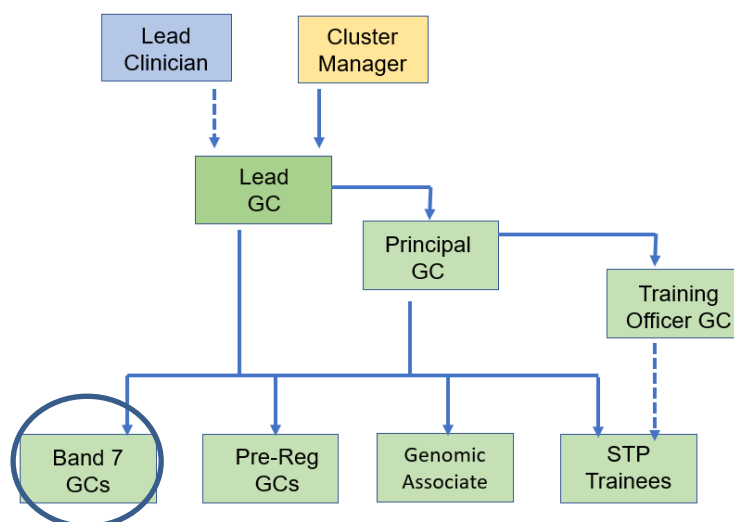 Lead
Clinician
Cluster
Manager
Lead
GC
Principal
GC
Training
Officer GC
Band 7
GCs
Pre-Reg
GCs
Genomic
Associate
STP
Trainees